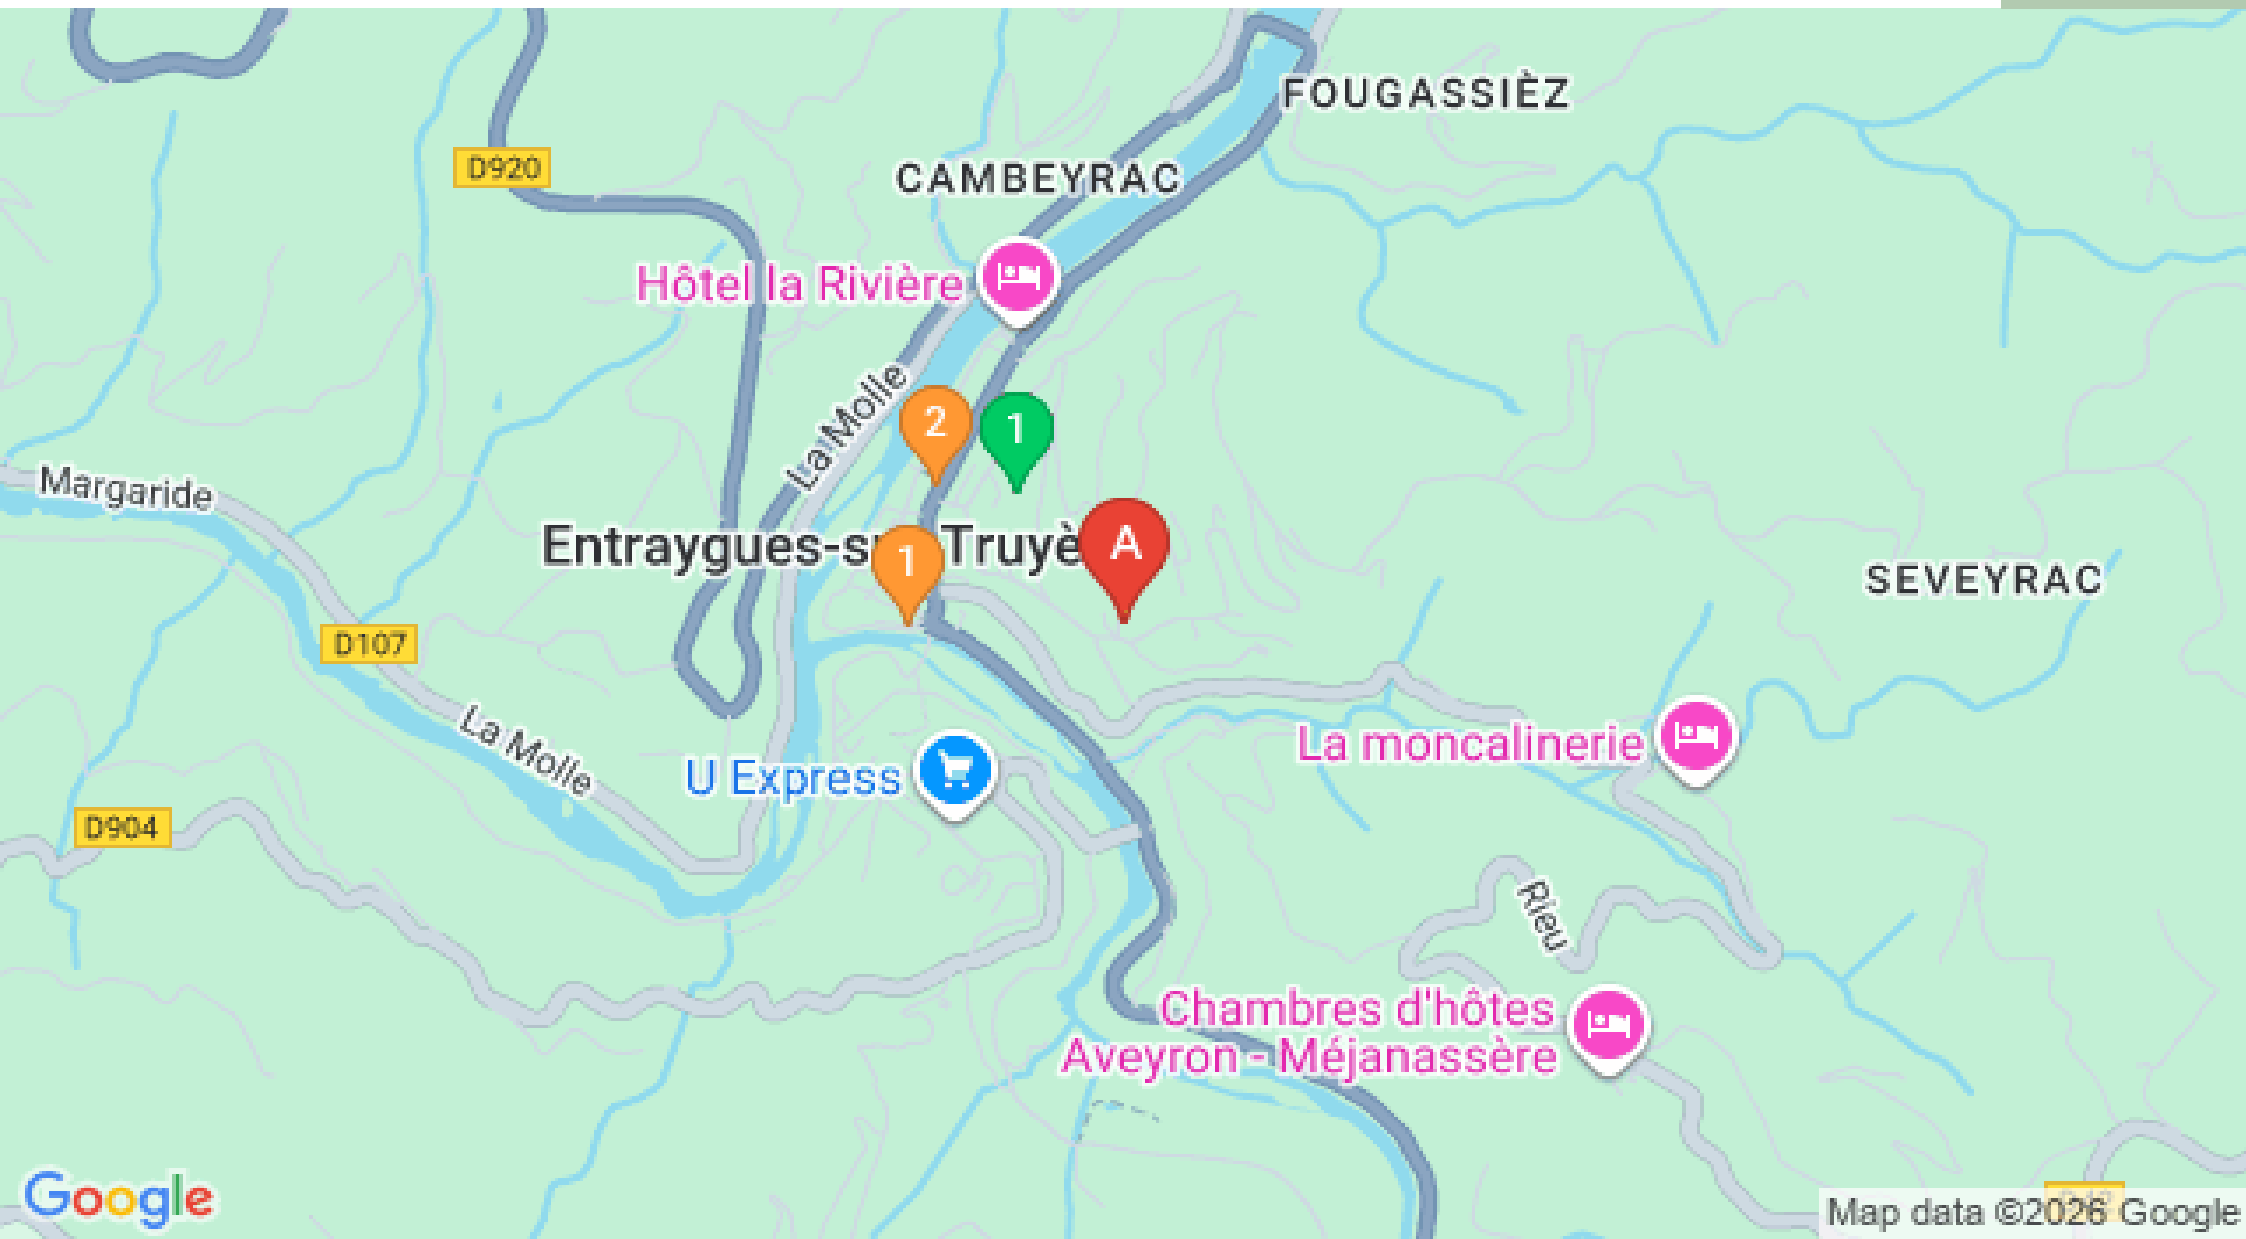 FOUGASSIÈZ
D920
CAMBEYRAC
Hôtel la Rivière
La Molle
2
1
Margaride
Entraygues-s
Truyè
A
1
SEVEYRAC
D107
La Molle
La moncalinerie
U Express
D904
Rieu
Chambres d'hôtes
Aveyron - Méjanassère
Google
Map data ©2026 Google